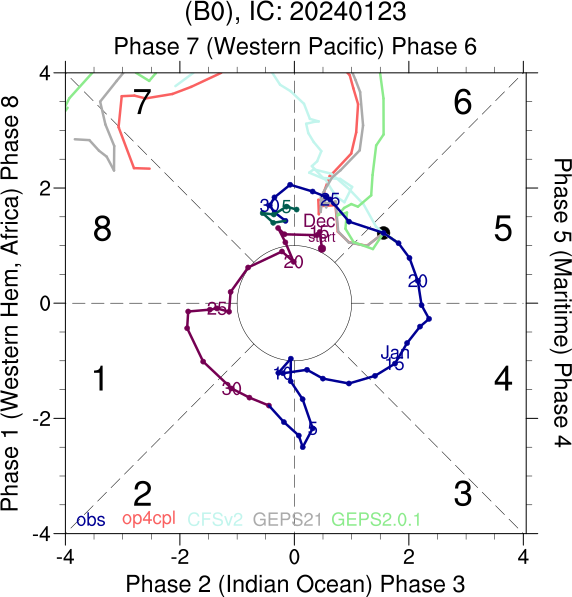 (B0), IC: 20240123
Phase 7 (Western Pacific) Phase 6
4
7
6
Phase 1 (Western Hem, Africa) Phase 8
Phase 5 (Maritime) Phase 4
2
30
5
25
Dec
15
start
8
5
20
20
0
25
Jan
15
10
1
4
30
-2
5
2
3
obs op4cpl CFSv2 GEPS21 GEPS2.0.1
-4
-4 -2 0 2 4
Phase 2 (Indian Ocean) Phase 3